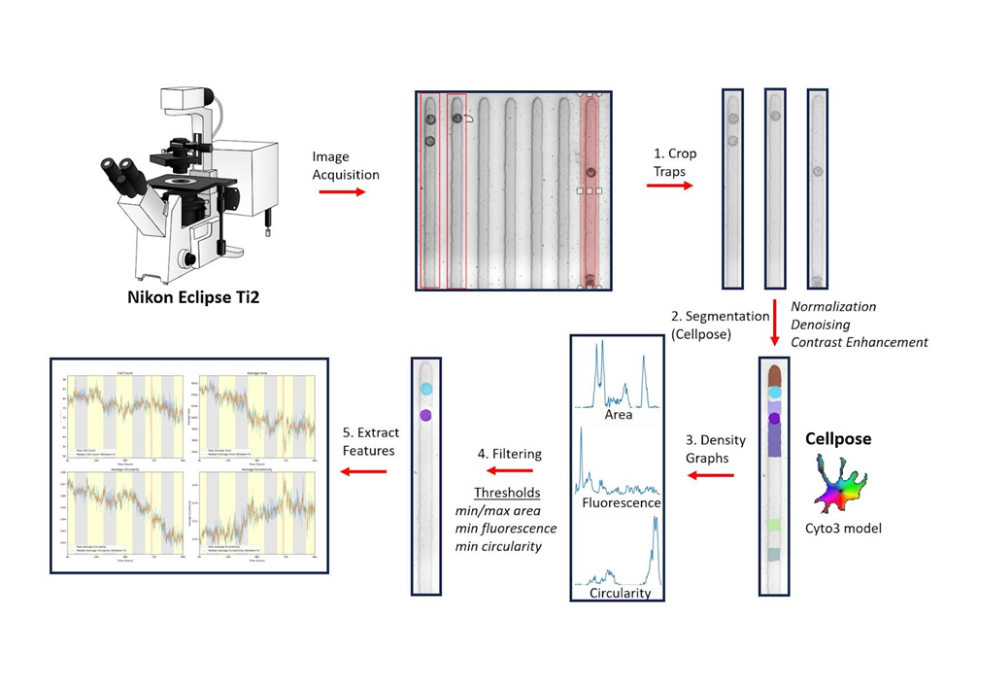 Image
Acquisition
1. Crop
Traps
Nikon Eclipse Ti2
2. Segmentation
(Cellpose)
Normalization
Denoising
Contrast Enhancement
Cellpose
Cyto3 model
3. Density
Graphs
Area
Fluorescence
Circularity
4. Filtering
Thresholds
min/max area
min fluorescence
min circularity
5. Extract
Features
Cell Count
Average Area
Average Circularity
Average Eccentricity